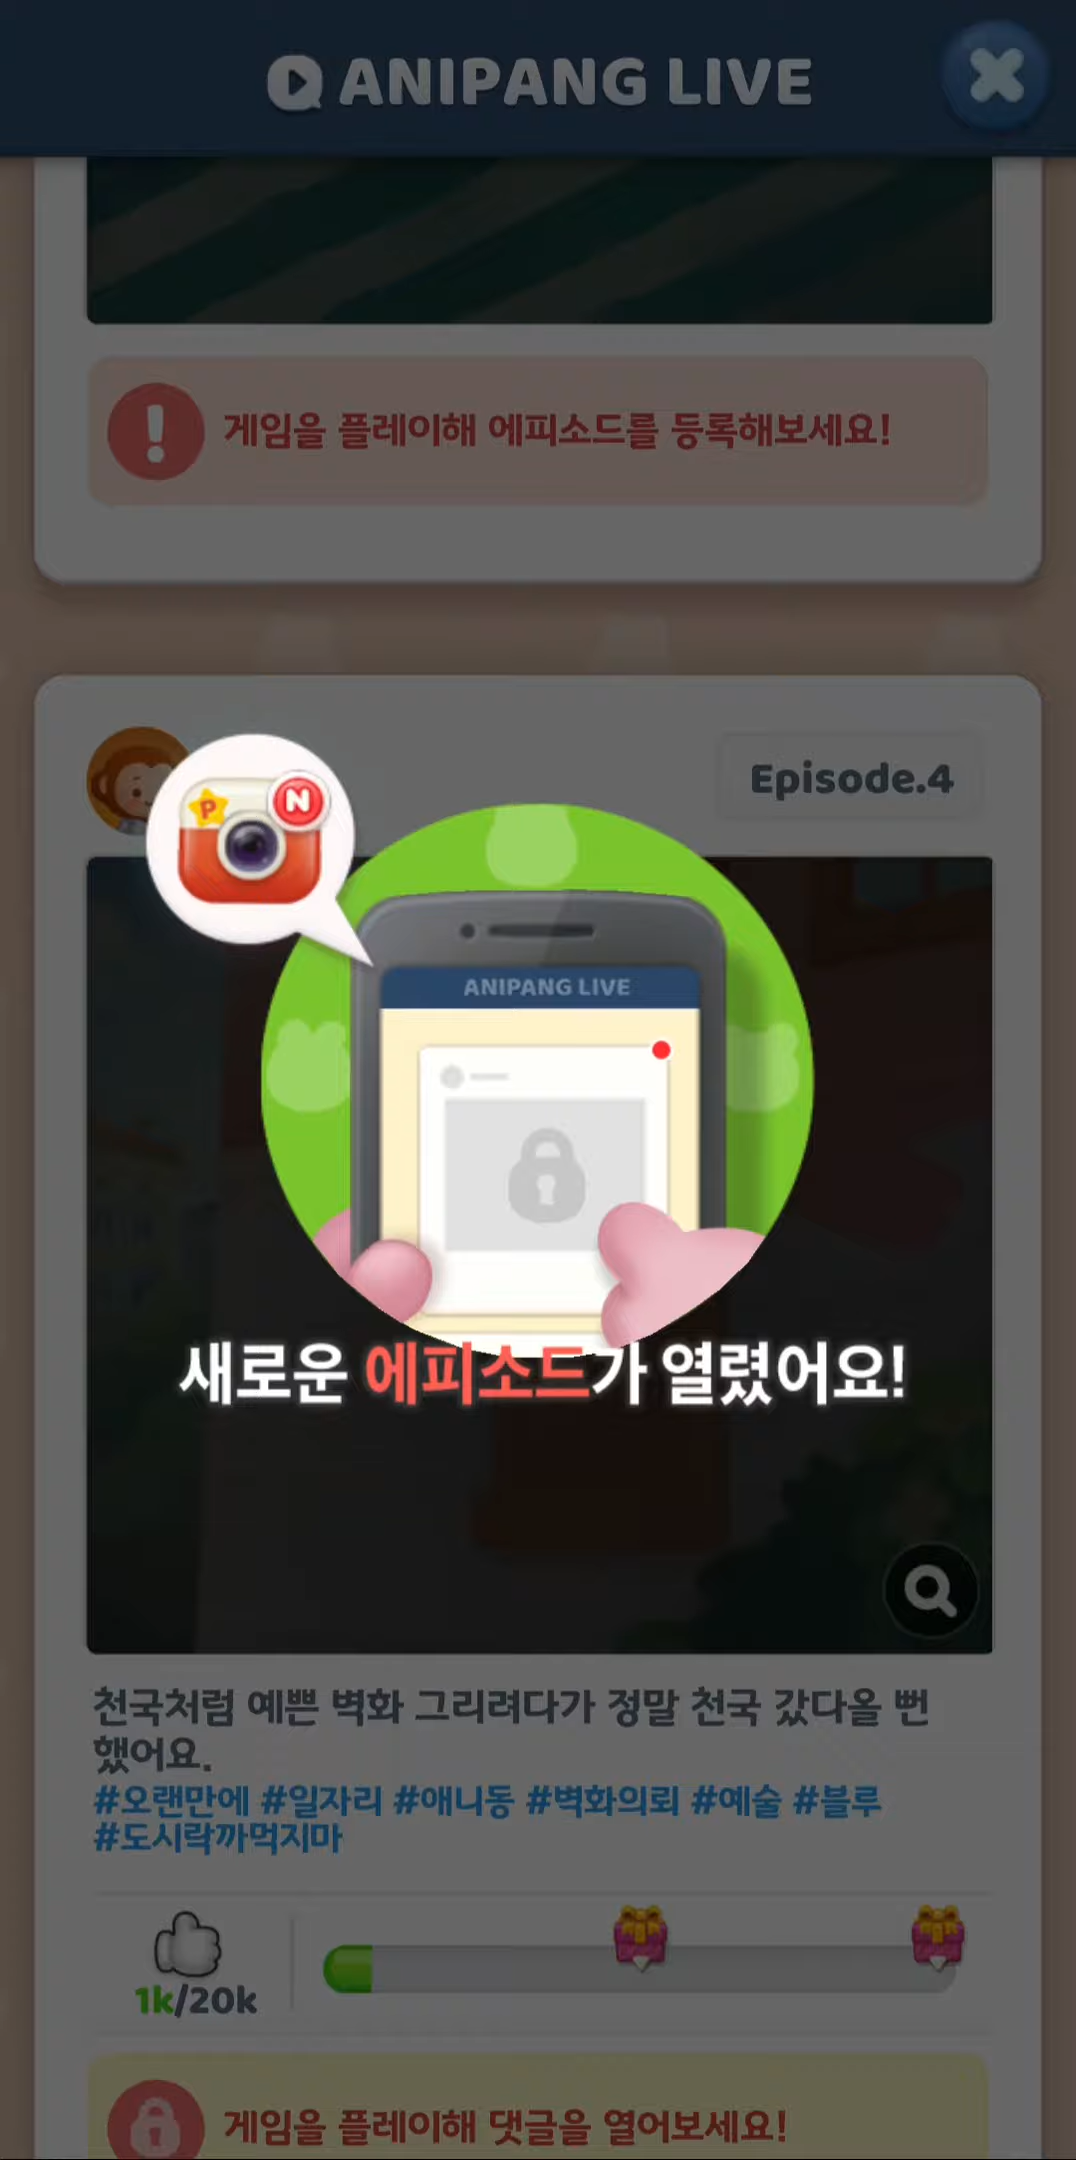 ANIPANG LIVE
게임을 플레이해 에피소드를 등록해보세요!
Episode.4
P
N
ANIPANG LIVE
새로운 에피소드가 열렸어요!
천국처럼 예쁜 벽화 그리려다가 정말 천국 갔다올 뻔
했어요.
#오랜만에 #일자리 #애니동 #벽화의뢰 #예술 #블루
#도시락까먹지마
1k/20k
게임을 플레이해 댓글을 열어보세요!